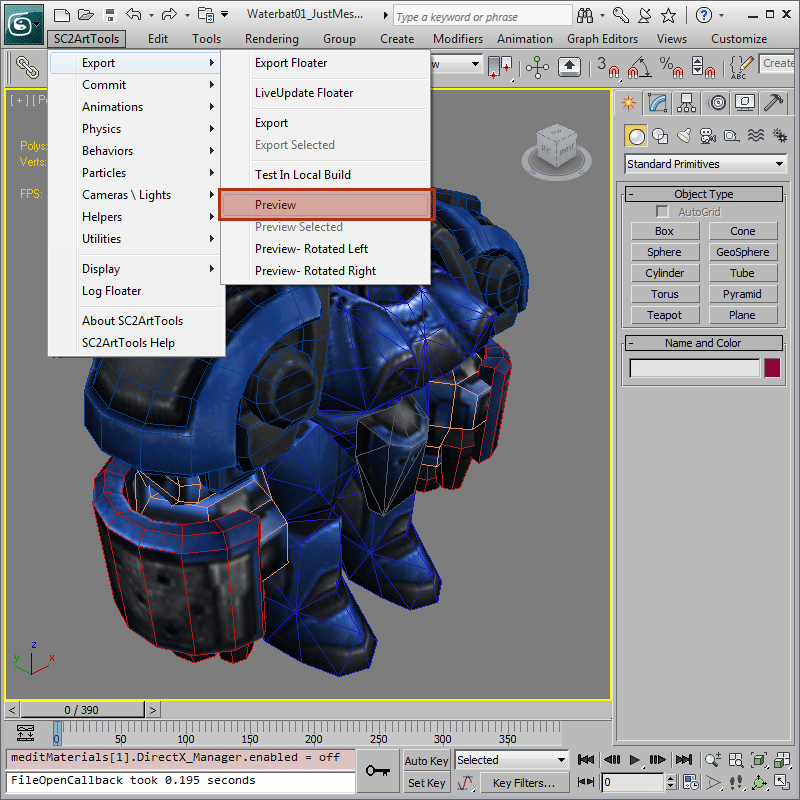 Waterbat01_JustMes...
Type a keyword or phrase
SC2ArtTools Edit Tools Rendering Group Create Modifiers Animation Graph Editors Views Customize
Export
Commit
Animations
Physics
Behaviors
Particles
Cameras \ Lights
Helpers
Utilities
Display
Log Floater
About SC2ArtTools
SC2ArtTools Help
Export Floater
LiveUpdate Floater
Export
Export Selected
Test In Local Build
Preview
Preview Selected
Preview- Rotated Left
Preview- Rotated Right
w
3
%
ABC
Create
[ + ] [ P
Polys:
Verts:
FPS:
Standard Primitives
- Object Type
AutoGrid
Box Cone
Sphere GeoSphere
Cylinder Tube
Torus Pyramid
Teapot Plane
- Name and Color
z
y x
< 0 / 390 >
0 50 100 150 200 250 300 350
meditMaterials[1].DirectX_Manager.enabled = off
FileOpenCallback took 0.195 seconds
Auto Key Selected
Set Key Key Filters...
0